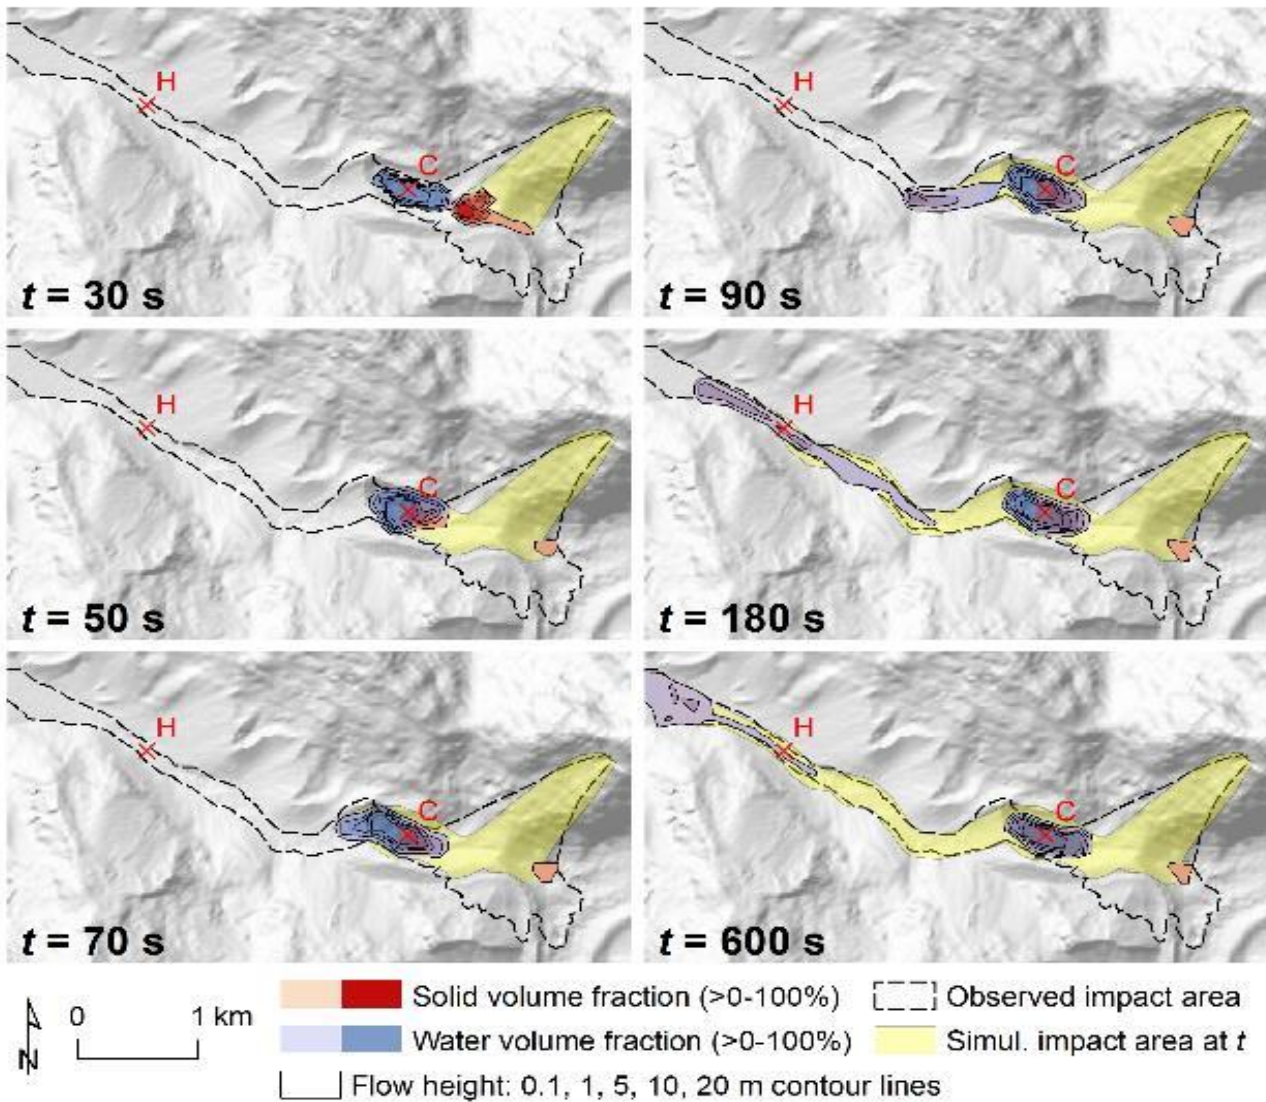 H
C
t = 30 s
H
C
t = 90 s
H
C
t = 50 s
H
C
t = 180 s
H
C
t = 70 s
H
C
t = 600 s
N
0 1 km
Solid volume fraction (>0-100%)
Water volume fraction (>0-100%)
Flow height: 0.1, 1, 5, 10, 20 m contour lines
Observed impact area
Simul. impact area at t